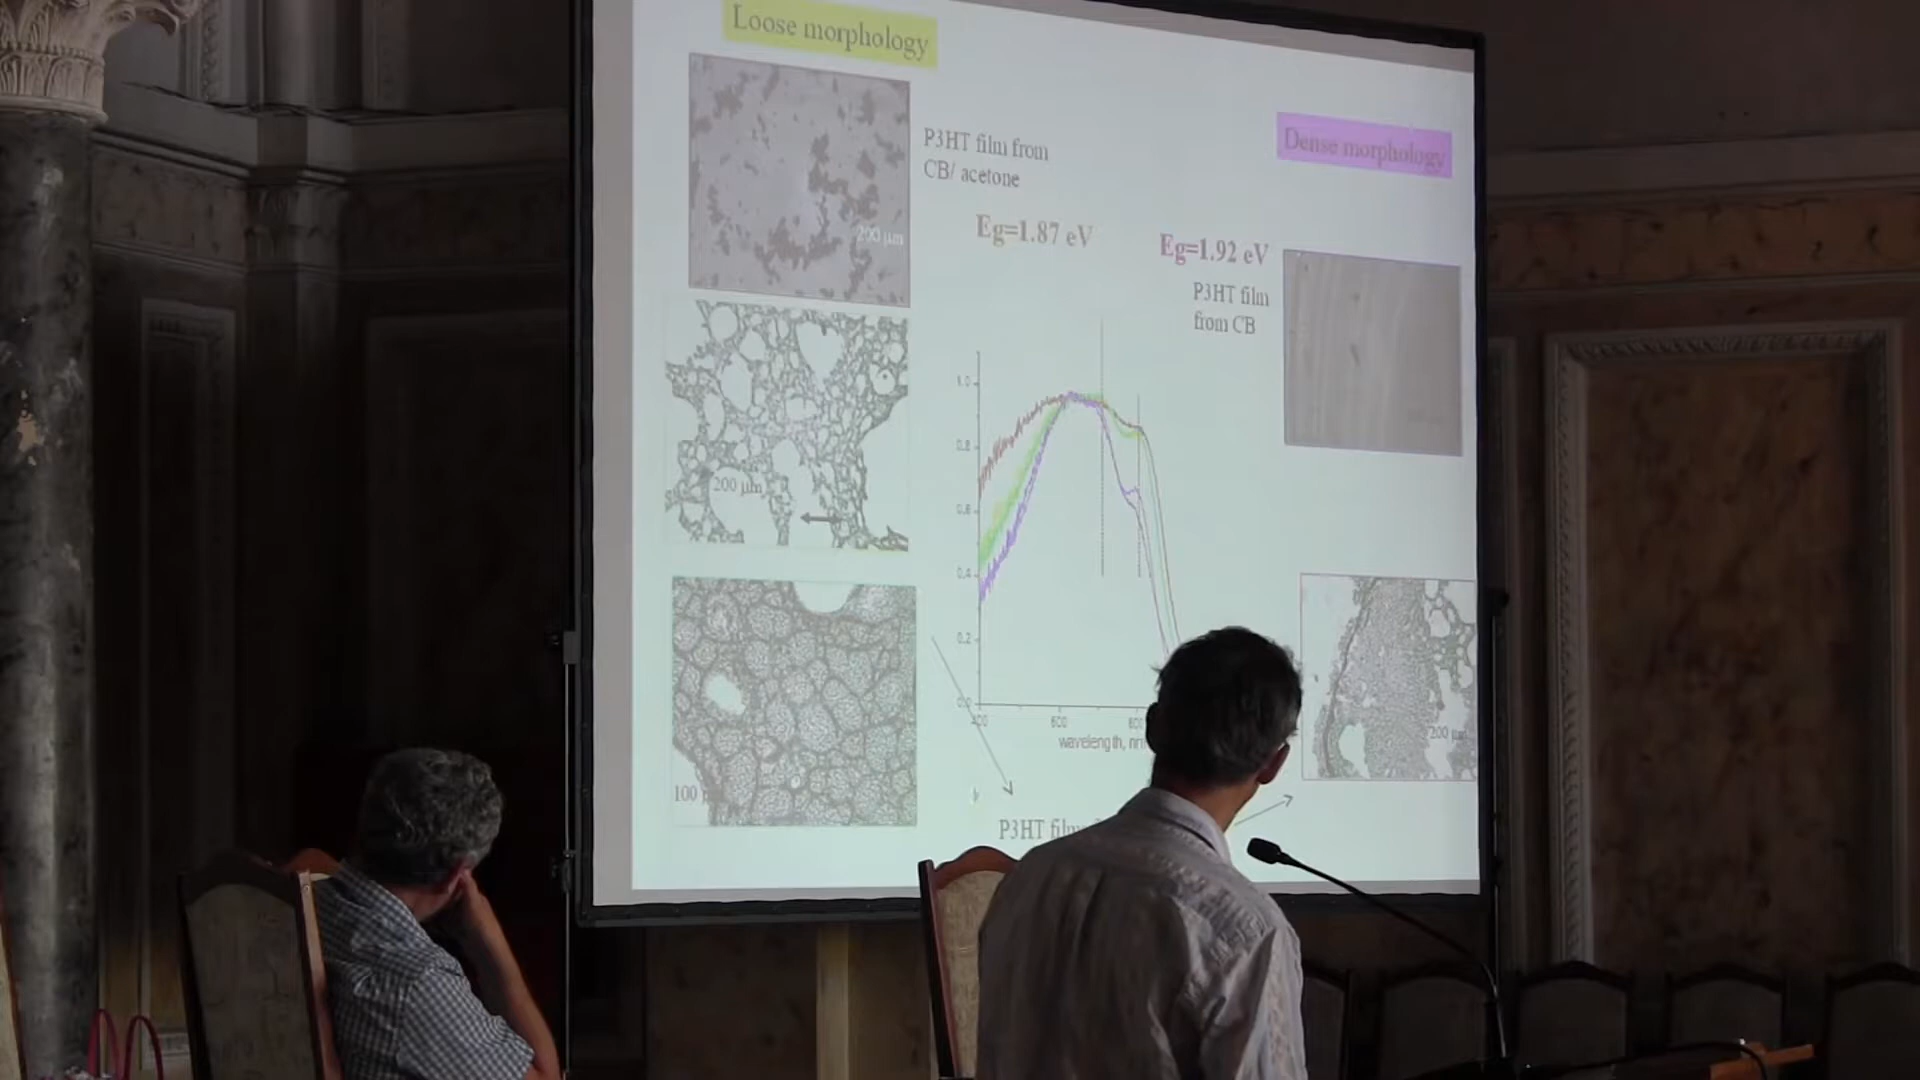 Loose morphology
P3HT film from
CB/ acetone
Dense morphology
200 µm
Eg=1.87 eV
Eg=1.92 eV
P3HT film
from CB
1.0
0.8
200 µm
0.6
0.4
0.2
0.0
400
600
800
wavelength, nm
200 µm
100
P3HT film